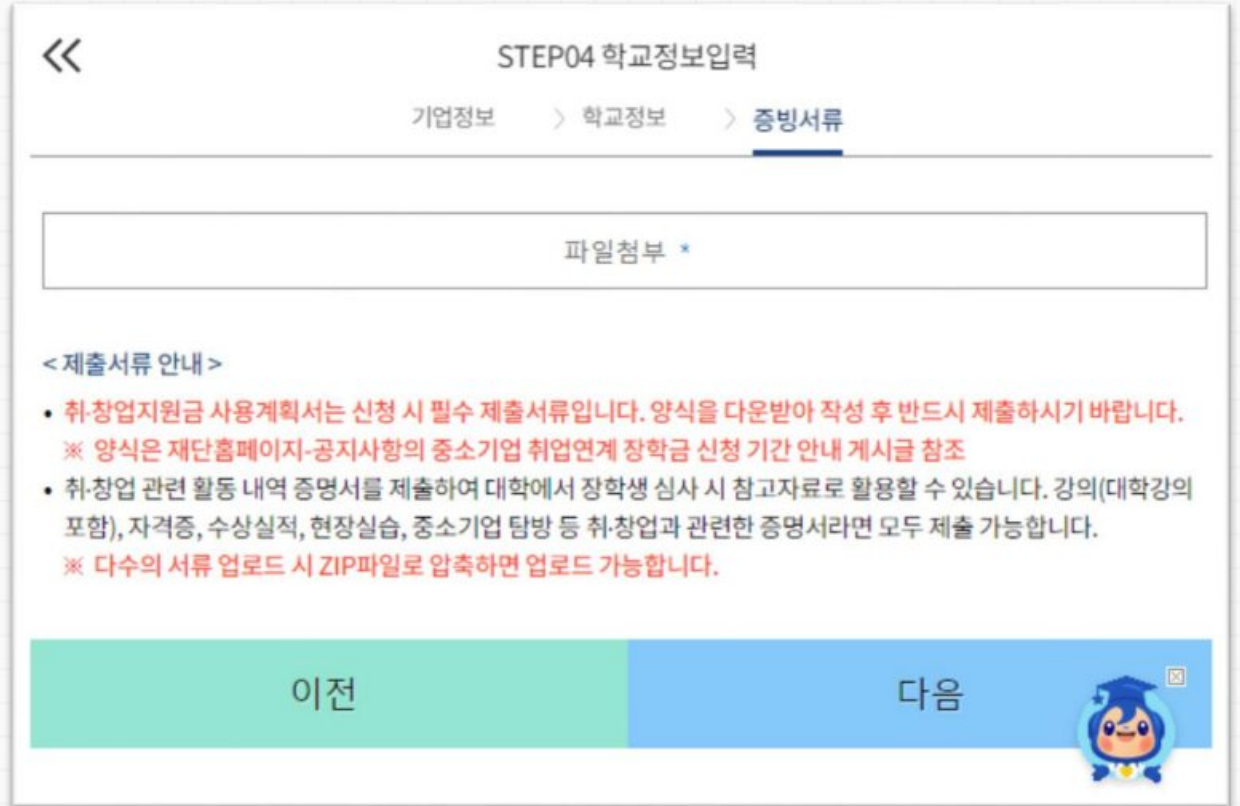 STEP04 학교정보입력
기업정보 > 학교정보 > 증빙서류
파일첨부 *
< 제출서류 안내 >
• 취·창업지원금 사용계획서는 신청 시 필수 제출서류입니다. 양식을 다운받아 작성 후 반드시 제출하시기 바랍니다.
※ 양식은 재단홈페이지-공지사항의 중소기업 취업연계 장학금 신청 기간 안내 게시글 참조
• 취·창업 관련 활동 내역 증명서를 제출하여 대학에서 장학생 심사 시 참고자료로 활용할 수 있습니다. 강의(대학강의
포함), 자격증, 수상실적, 현장실습, 중소기업 탐방 등 취·창업과 관련한 증명서라면 모두 제출 가능합니다.
※ 다수의 서류 업로드 시 ZIP파일로 압축하면 업로드 가능합니다.
이전
다음